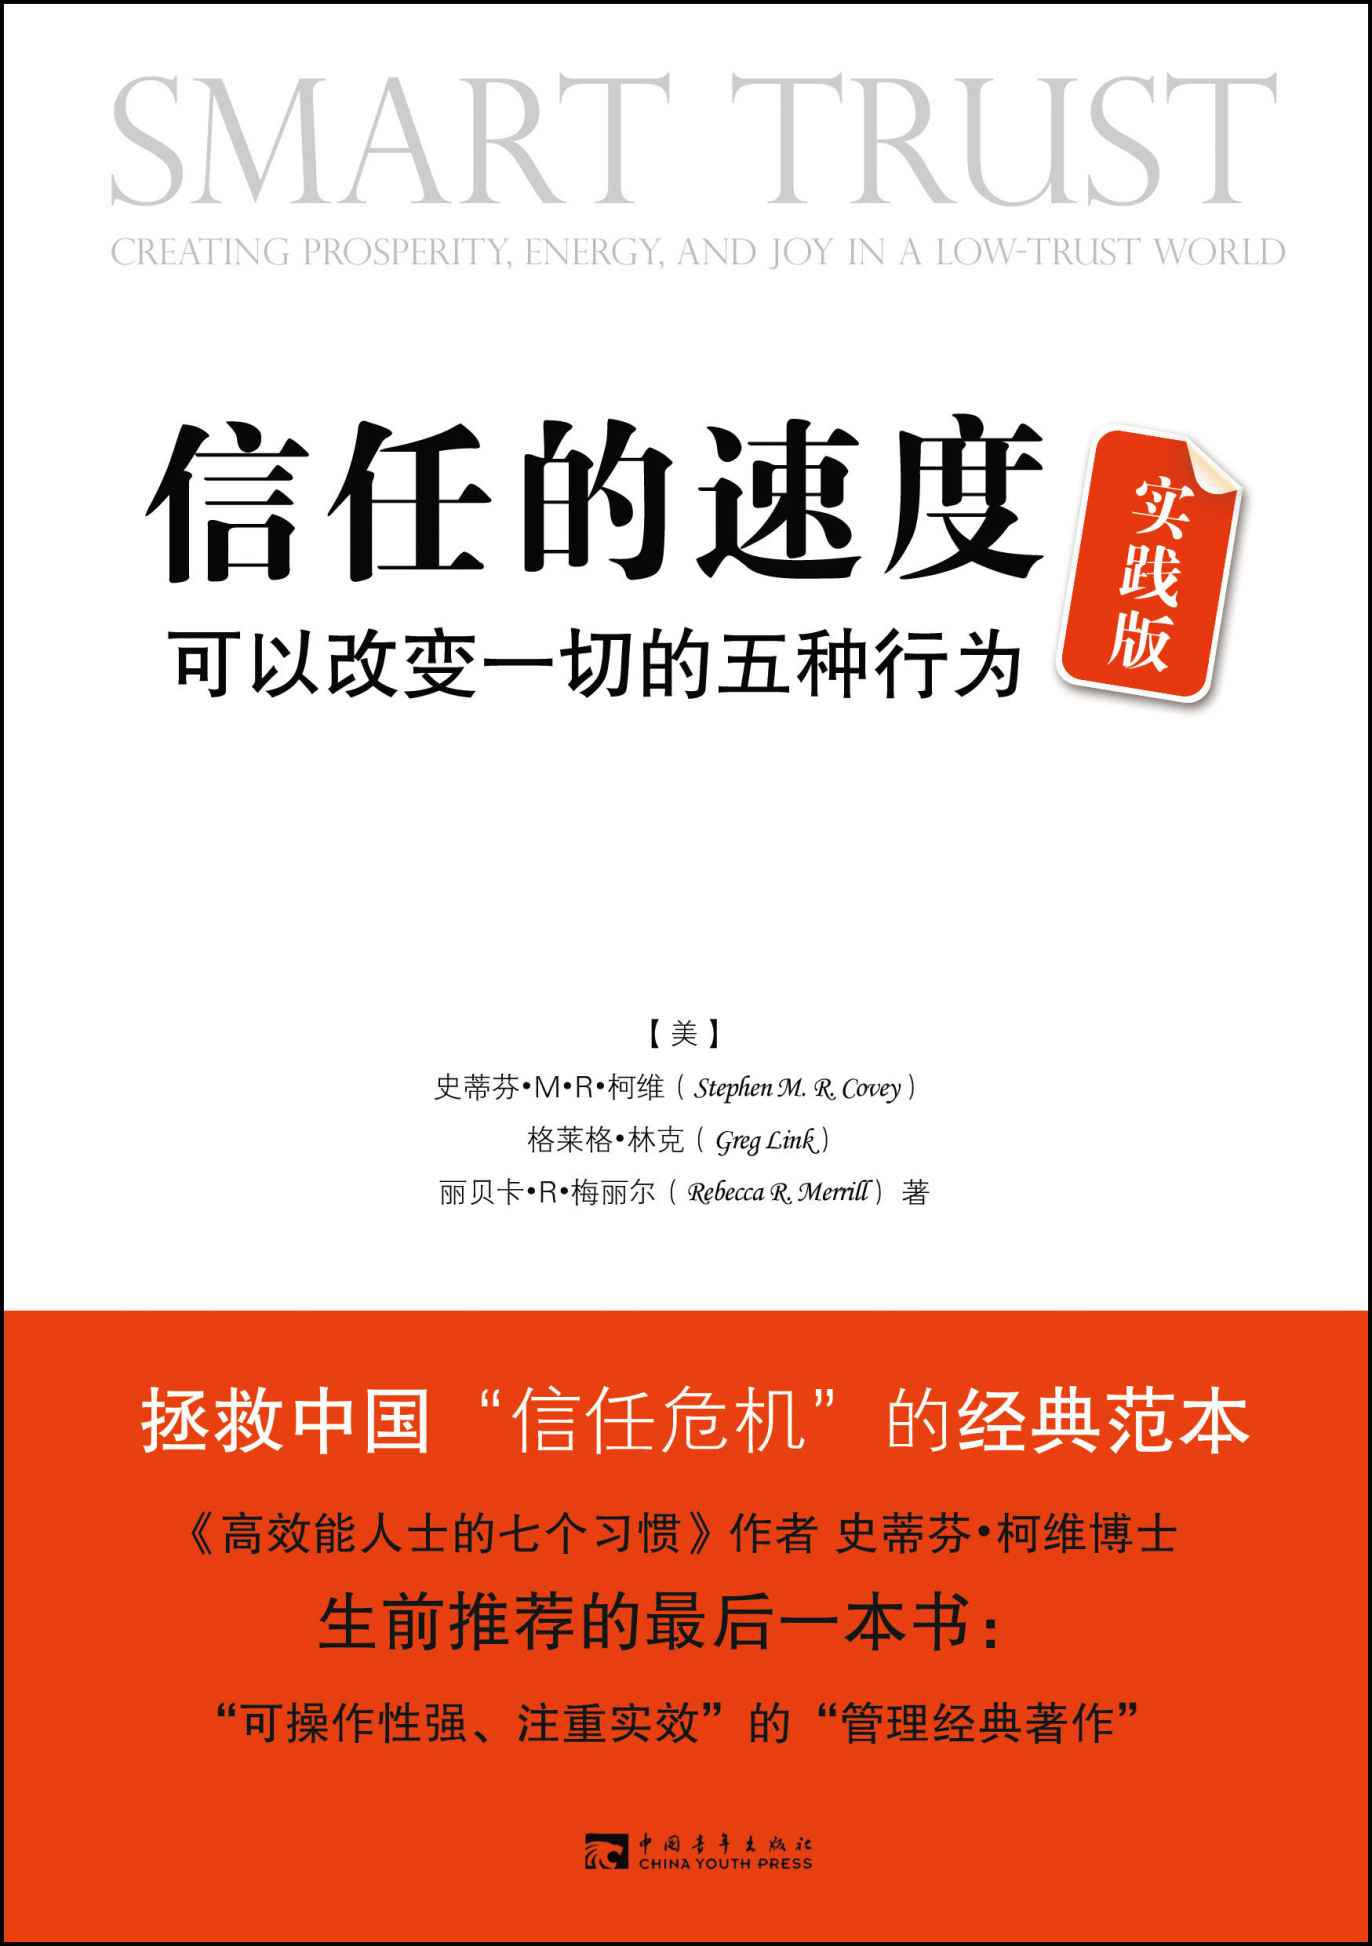 SMART TRUST
CREATING PROSPERITY, ENERGY, AND JOY IN A LOW-TRUST WORLD
信任的速度
实践版
可以改变一切的五种行为
【美】
史蒂芬•M•R•柯维（Stephen M. R. Covey）
格莱格•林克（Greg Link）
丽贝卡•R•梅丽尔（Rebecca R. Merrill）著
拯救中国“信任危机”的经典范本
《高效能人士的七个习惯》作者 史蒂芬•柯维博士
生前推荐的最后一本书：
“可操作性强、注重实效”的“管理经典著作”
中国青年出版社
CHINA YOUTH PRESS